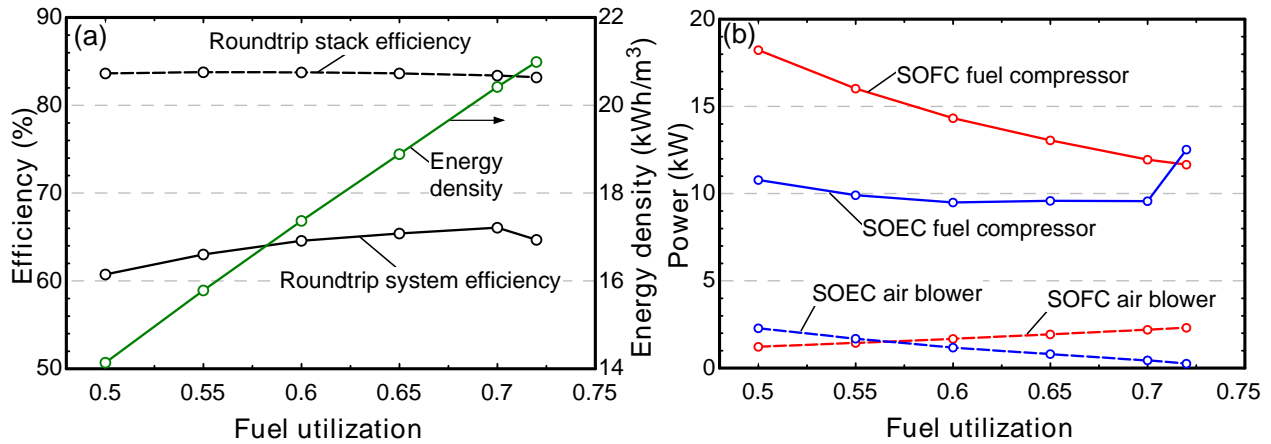 (a)
Roundtrip stack efficiency
Energy
density
Roundtrip system efficiency
Efficiency (%)
90
80
70
60
50
Energy density (kWh/m³)
22
20
18
16
14
0.5 0.55 0.6 0.65 0.7 0.75
Fuel utilization
(b)
SOFC fuel compressor
SOEC fuel compressor
SOEC air blower
SOFC air blower
Power (kW)
20
15
10
5
0
0.5 0.55 0.6 0.65 0.7 0.75
Fuel utilization